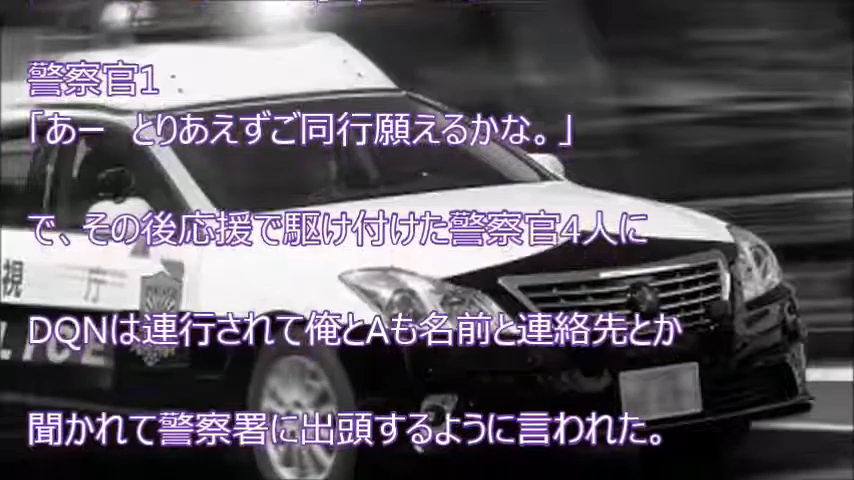 警察官1
「あー　とりあえずご同行願えるかな。」
で、その後応援で駆け付けた警察官4人に
視庁
LICE
DQNは連行されて俺とAも名前と連絡先とか
聞かれて警察署に出頭するように言われた。